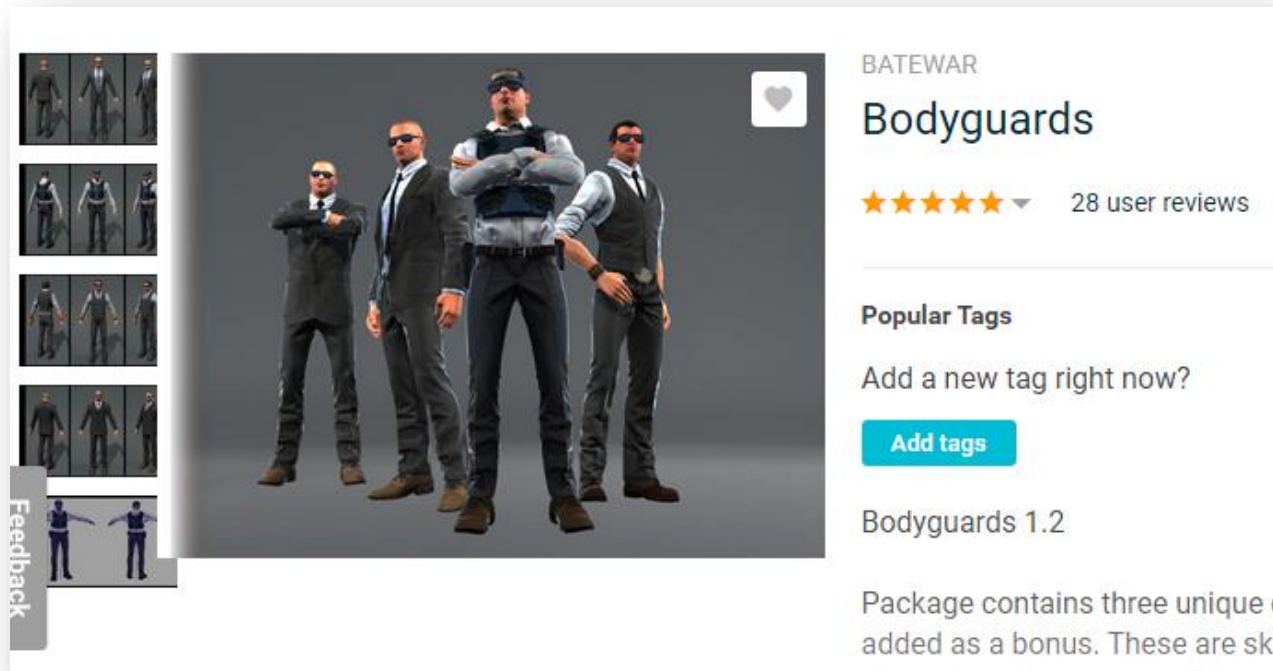 BATEWAR
Bodyguards
28 user reviews
Popular Tags
Add a new tag right now?
Add tags
Bodyguards 1.2
Package contains three unique
added as a bonus. These are sk
Feedback